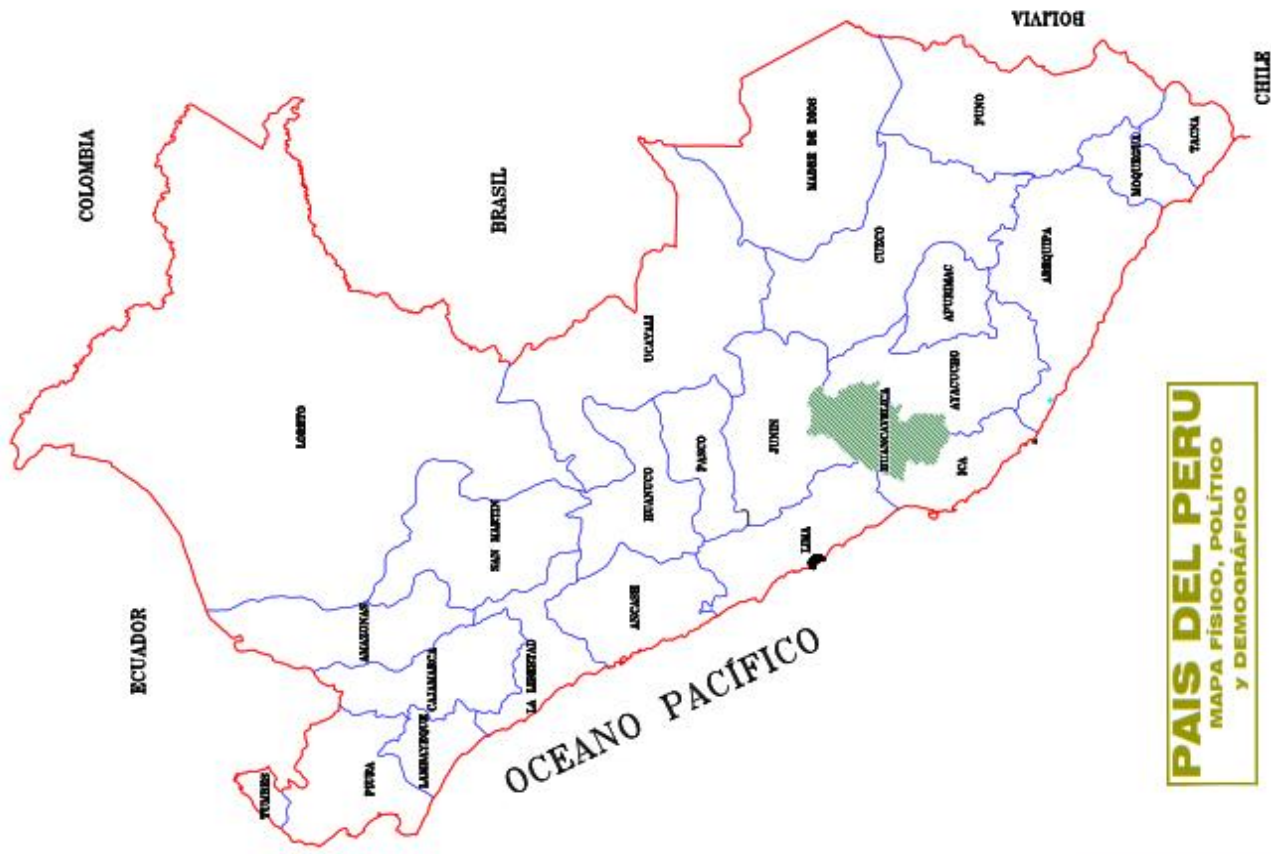 COLOMBIA
ECUADOR
BRASIL
BOLIVIA
CHILE
OCEANO PACÍFICO
TUMBES
PIURA
LAMBAYEQUE
CAJAMARCA
AMAZONAS
LA LIBERTAD
SAN MARTIN
LORETO
ANCASH
HUANUCO
UCAYALI
PASCO
LIMA
JUNIN
HUANCAVELICA
ICA
AYACUCHO
APURIMAC
CUZCO
MADRE DE DIOS
PUNO
AREQUIPA
MOQUEGUA
TACNA
PAIS DEL PERU
MAPA FÍSICO, POLÍTICO
y DEMOGRÁFICO